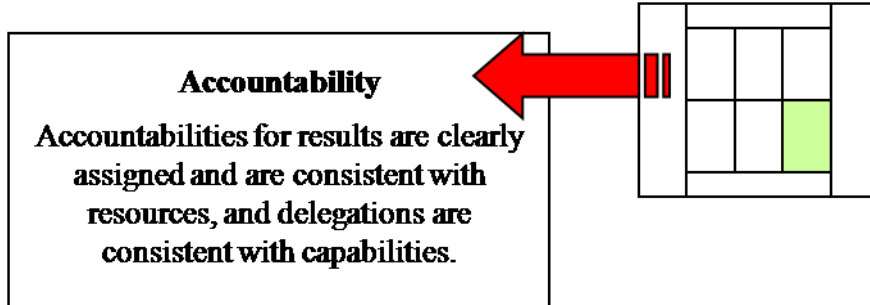 Accountability
Accountabilities for results are clearly
assigned and are consistent with
resources, and delegations are
consistent with capabilities.